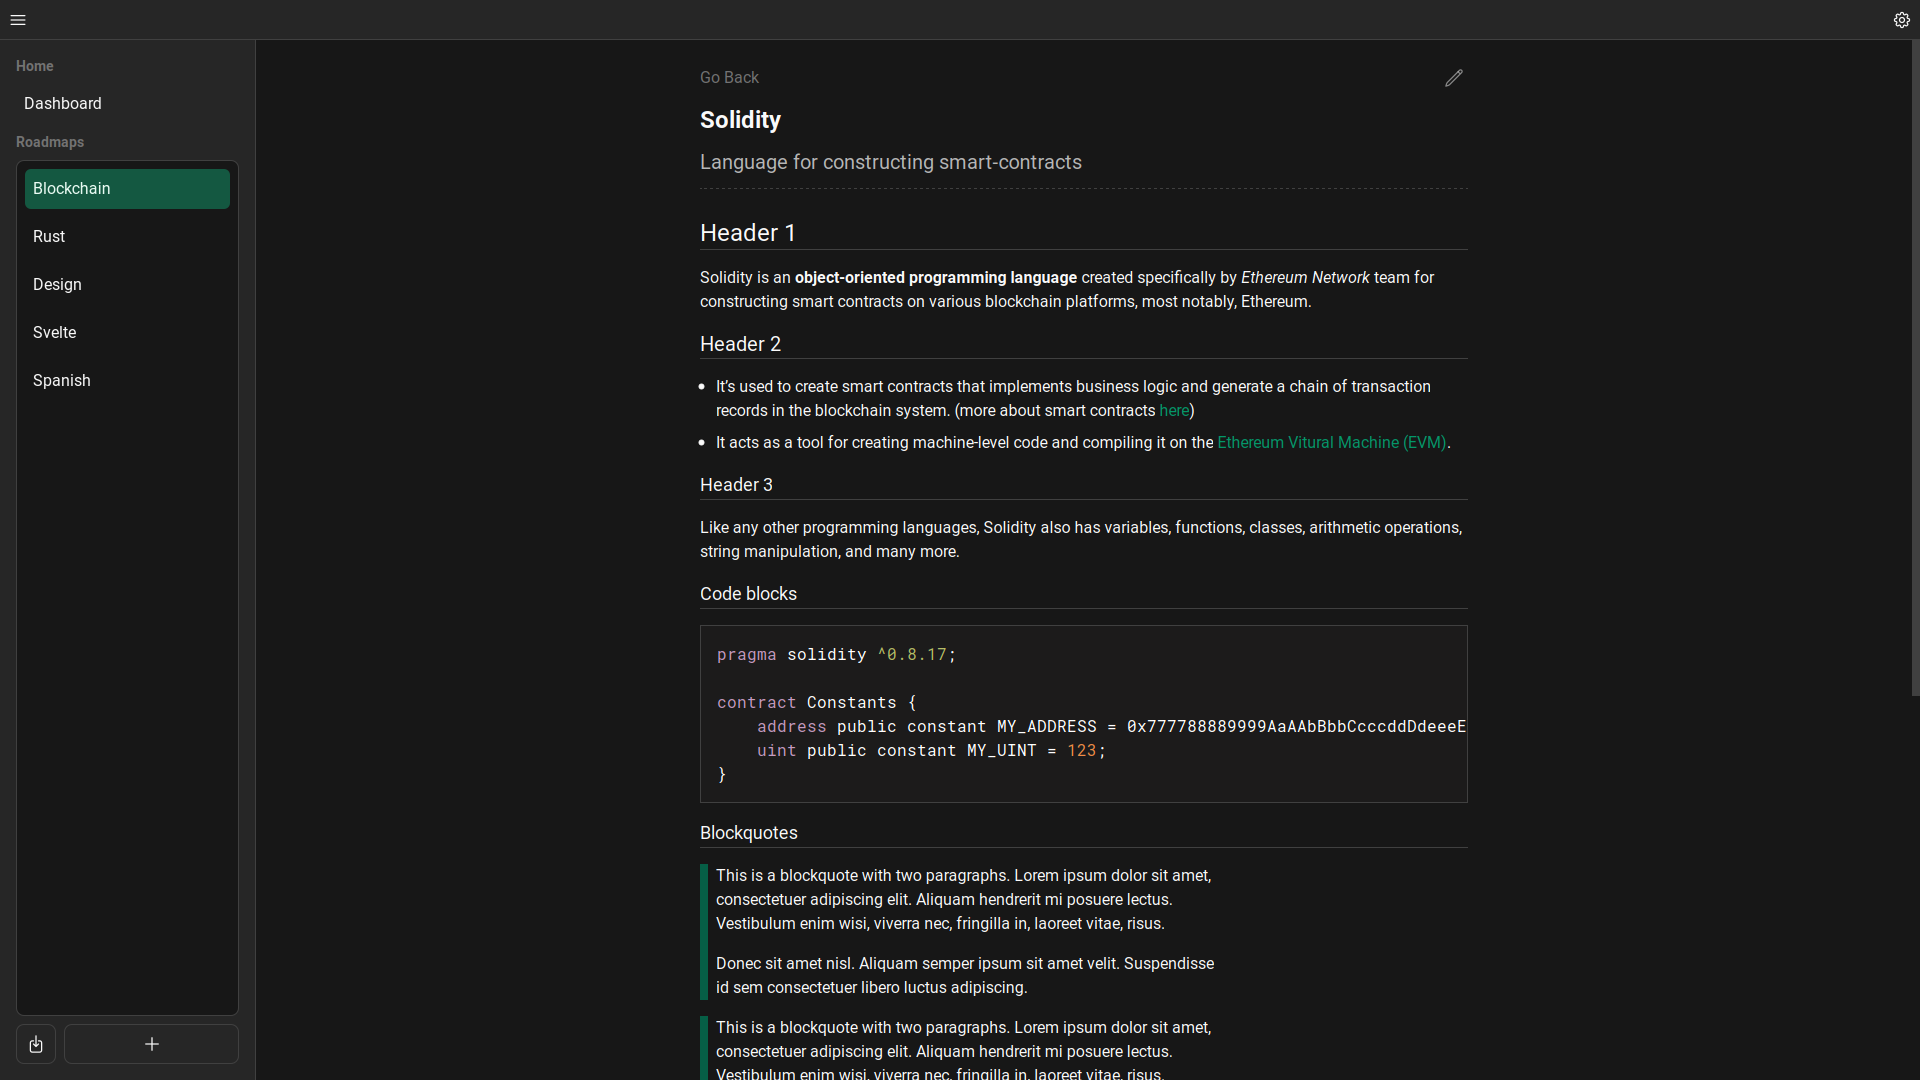 Home
Dashboard
Roadmaps
Blockchain
Rust
Design
Svelte
Spanish
Go Back
Solidity
Language for constructing smart-contracts
Header 1
Solidity is an object-oriented programming language created specifically by Ethereum Network team for
constructing smart contracts on various blockchain platforms, most notably, Ethereum.
Header 2
It’s used to create smart contracts that implements business logic and generate a chain of transaction
records in the blockchain system. (more about smart contracts here)
It acts as a tool for creating machine-level code and compiling it on the Ethereum Vitural Machine (EVM).
Header 3
Like any other programming languages, Solidity also has variables, functions, classes, arithmetic operations,
string manipulation, and many more.
Code blocks
pragma solidity ^0.8.17;
contract Constants {
address public constant MY_ADDRESS = 0x777788889999AaAAbBbbCcccddDdeeeE
uint public constant MY_UINT = 123;
}
Blockquotes
This is a blockquote with two paragraphs. Lorem ipsum dolor sit amet,
consectetuer adipiscing elit. Aliquam hendrerit mi posuere lectus.
Vestibulum enim wisi, viverra nec, fringilla in, laoreet vitae, risus.
Donec sit amet nisl. Aliquam semper ipsum sit amet velit. Suspendisse
id sem consectetuer libero luctus adipiscing.
This is a blockquote with two paragraphs. Lorem ipsum dolor sit amet,
consectetuer adipiscing elit. Aliquam hendrerit mi posuere lectus.
Vestibulum enim wisi, viverra nec, fringilla in, laoreet vitae, risus.